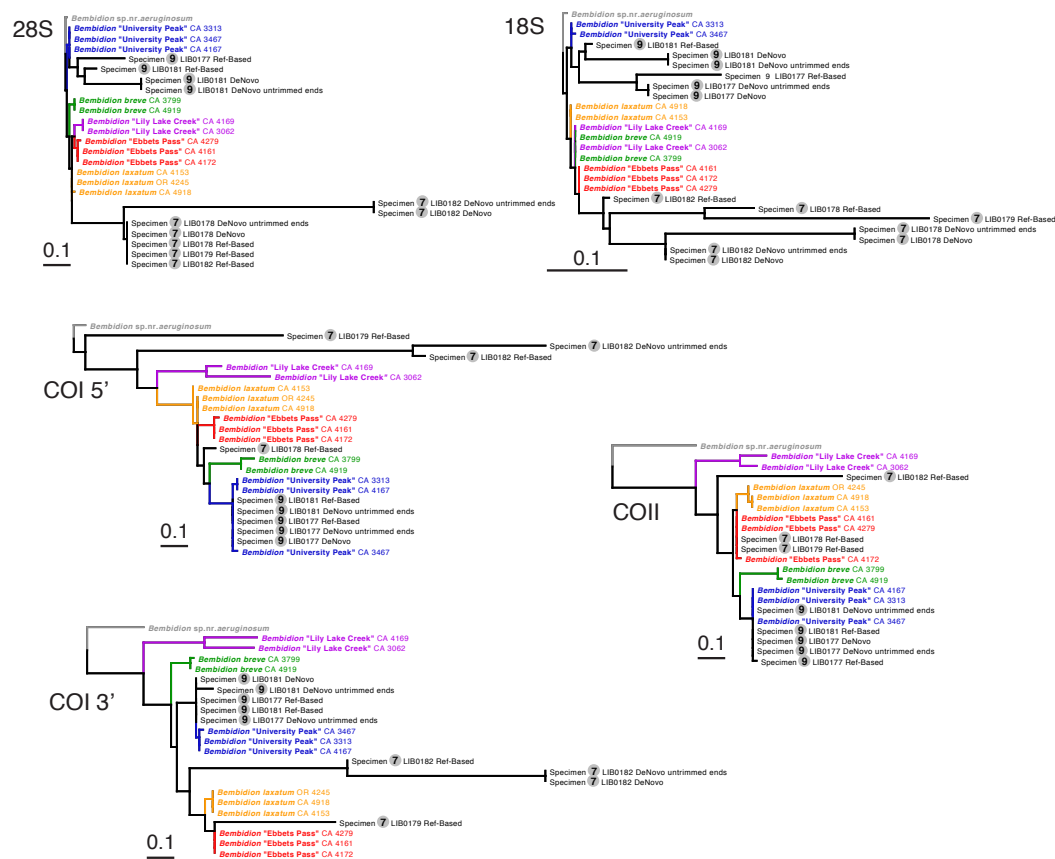 28S
Bembidion sp.nr.aeruginosum
Bembidion "University Peak" CA 3313
Bembidion "University Peak" CA 3467
Bembidion "University Peak" CA 4167
Specimen 9 LIB0177 Ref-Based
Specimen 9 LIB0181 Ref-Based
Specimen 9 LIB0181 DeNovo
Specimen 9 LIB0181 DeNovo untrimmed ends
Bembidion breve CA 3799
Bembidion breve CA 4919
Bembidion "Lily Lake Creek" CA 4169
Bembidion "Lily Lake Creek" CA 3062
Bembidion "Ebbets Pass" CA 4279
Bembidion "Ebbets Pass" CA 4161
Bembidion "Ebbets Pass" CA 4172
Bembidion laxatum CA 4153
Bembidion laxatum OR 4245
Bembidion laxatum CA 4918
Specimen 7 LIB0182 DeNovo untrimmed ends
Specimen 7 LIB0182 DeNovo
Specimen 7 LIB0178 DeNovo untrimmed ends
Specimen 7 LIB0178 DeNovo
Specimen 7 LIB0178 Ref-Based
Specimen 7 LIB0179 Ref-Based
Specimen 7 LIB0182 Ref-Based
0.1
18S
Bembidion sp.nr.aeruginosum
Bembidion "University Peak" CA 3313
Bembidion "University Peak" CA 3467
Specimen 9 LIB0181 Ref-Based
Specimen 9 LIB0181 DeNovo
Specimen 9 LIB0181 DeNovo untrimmed ends
Specimen 9 LIB0177 Ref-Based
Specimen 9 LIB0177 DeNovo untrimmed ends
Specimen 9 LIB0177 DeNovo
Bembidion laxatum CA 4918
Bembidion laxatum CA 4153
Bembidion "Lily Lake Creek" CA 4169
Bembidion breve CA 4919
Bembidion "Lily Lake Creek" CA 3062
Bembidion breve CA 3799
Bembidion "Ebbets Pass" CA 4161
Bembidion "Ebbets Pass" CA 4172
Bembidion "Ebbets Pass" CA 4279
Specimen 7 LIB0182 Ref-Based
Specimen 7 LIB0178 Ref-Based
Specimen 7 LIB0179 Ref-Based
Specimen 7 LIB0178 DeNovo untrimmed ends
Specimen 7 LIB0178 DeNovo
Specimen 7 LIB0182 DeNovo untrimmed ends
Specimen 7 LIB0182 DeNovo
0.1
COI 5'
Bembidion sp.nr.aeruginosum
Specimen 7 LIB0179 Ref-Based
Specimen 7 LIB0182 DeNovo untrimmed ends
Specimen 7 LIB0182 Ref-Based
Bembidion "Lily Lake Creek" CA 4169
Bembidion "Lily Lake Creek" CA 3062
Bembidion laxatum CA 4153
Bembidion laxatum OR 4245
Bembidion laxatum CA 4918
Bembidion "Ebbets Pass" CA 4279
Bembidion "Ebbets Pass" CA 4161
Bembidion "Ebbets Pass" CA 4172
Specimen 7 LIB0178 Ref-Based
Bembidion breve CA 3799
Bembidion breve CA 4919
Bembidion "University Peak" CA 3313
Bembidion "University Peak" CA 4167
Specimen 9 LIB0181 Ref-Based
Specimen 9 LIB0181 DeNovo untrimmed ends
Specimen 9 LIB0177 Ref-Based
Specimen 9 LIB0177 DeNovo untrimmed ends
Specimen 9 LIB0177 DeNovo
Bembidion "University Peak" CA 3467
0.1
COII
Bembidion sp.nr.aeruginosum
Bembidion "Lily Lake Creek" CA 4169
Bembidion "Lily Lake Creek" CA 3062
Specimen 7 LIB0182 Ref-Based
Bembidion laxatum OR 4245
Bembidion laxatum CA 4918
Bembidion laxatum CA 4153
Bembidion "Ebbets Pass" CA 4161
Bembidion "Ebbets Pass" CA 4279
Specimen 7 LIB0178 Ref-Based
Specimen 7 LIB0179 Ref-Based
Bembidion "Ebbets Pass" CA 4172
Bembidion breve CA 3799
Bembidion breve CA 4919
Bembidion "University Peak" CA 4167
Bembidion "University Peak" CA 3313
Specimen 9 LIB0181 DeNovo untrimmed ends
Bembidion "University Peak" CA 3467
Specimen 9 LIB0181 Ref-Based
Specimen 9 LIB0177 DeNovo
Specimen 9 LIB0177 DeNovo untrimmed ends
Specimen 9 LIB0177 Ref-Based
0.1
COI 3'
Bembidion sp.nr.aeruginosum
Bembidion "Lily Lake Creek" CA 4169
Bembidion "Lily Lake Creek" CA 3062
Bembidion breve CA 3799
Bembidion breve CA 4919
Specimen 9 LIB0181 DeNovo
Specimen 9 LIB0181 DeNovo untrimmed ends
Specimen 9 LIB0177 Ref-Based
Specimen 9 LIB0181 Ref-Based
Specimen 9 LIB0177 DeNovo untrimmed ends
Bembidion "University Peak" CA 3467
Bembidion "University Peak" CA 3313
Bembidion "University Peak" CA 4167
Specimen 7 LIB0182 Ref-Based
Specimen 7 LIB0182 DeNovo untrimmed ends
Specimen 7 LIB0182 DeNovo
Bembidion laxatum OR 4245
Bembidion laxatum CA 4918
Bembidion laxatum CA 4153
Specimen 7 LIB0179 Ref-Based
Bembidion "Ebbets Pass" CA 4279
Bembidion "Ebbets Pass" CA 4161
Bembidion "Ebbets Pass" CA 4172
0.1